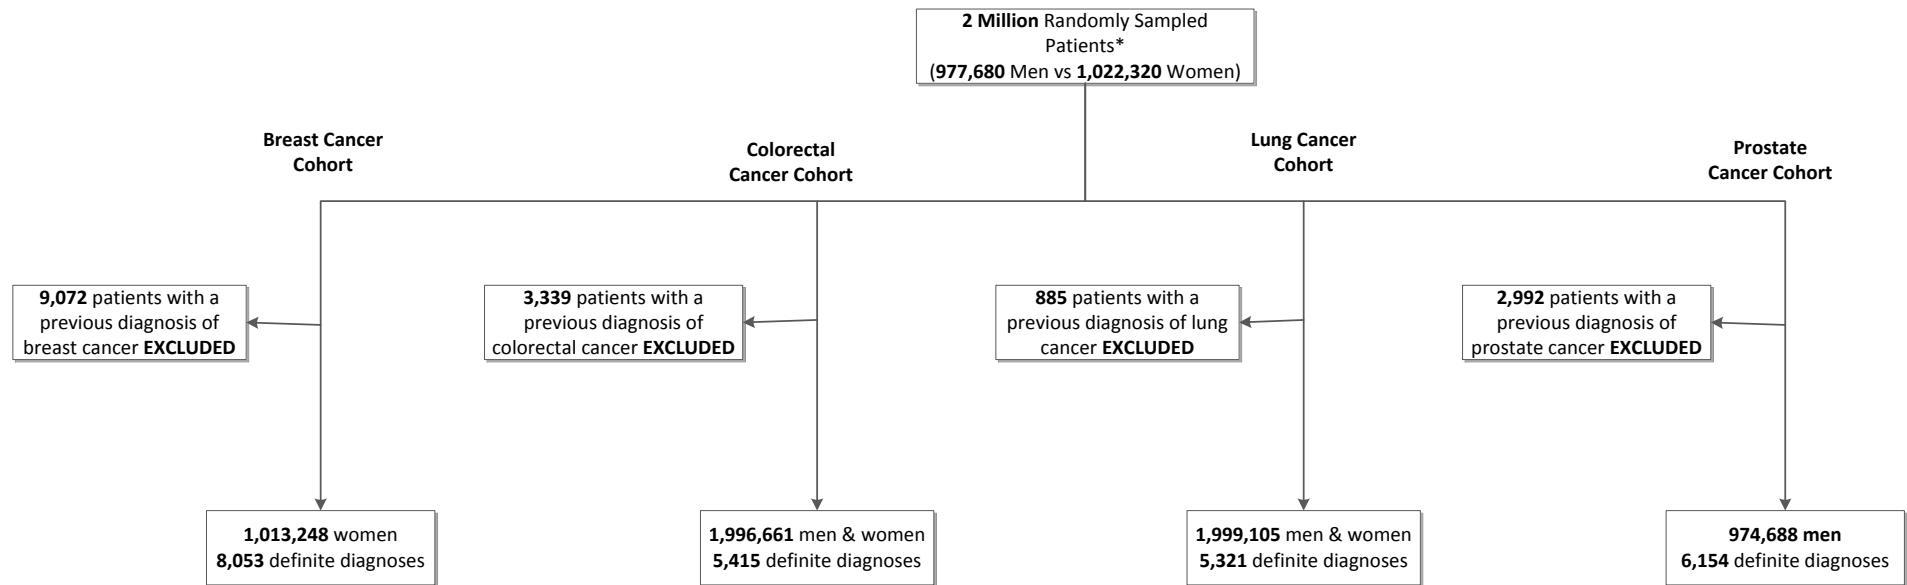 2 Million Randomly Sampled
Patients*
(977,680 Men vs 1,022,320 Women)
Breast Cancer
Cohort
Colorectal
Cancer Cohort
Lung Cancer
Cohort
Prostate
Cancer Cohort
9,072 patients with a
previous diagnosis of
breast cancer EXCLUDED
3,339 patients with a
previous diagnosis of
colorectal cancer EXCLUDED
885 patients with a
previous diagnosis of lung
cancer EXCLUDED
2,992 patients with a
previous diagnosis of
prostate cancer EXCLUDED
1,013,248 women
8,053 definite diagnoses
1,996,661 men & women
5,415 definite diagnoses
1,999,105 men & women
5,321 definite diagnoses
974,688 men
6,154 definite diagnoses